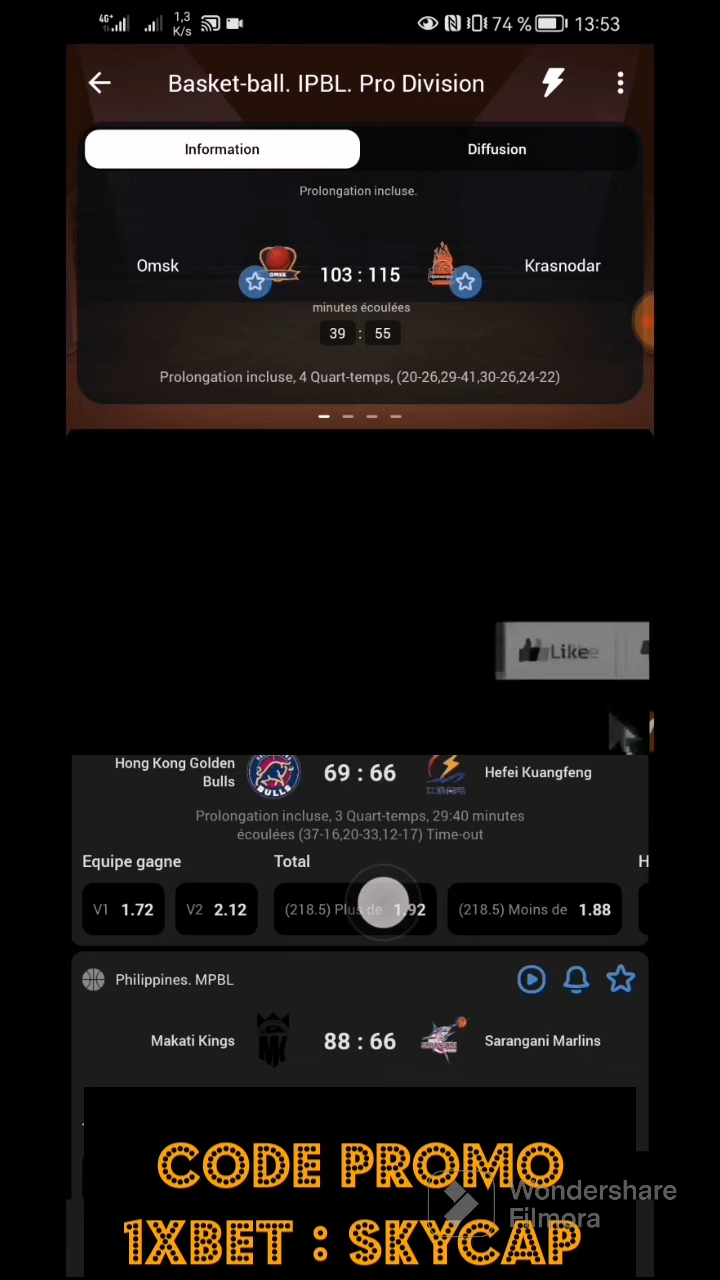 4G+
1,3
K/s
74 %
13:53
Basket-ball. IPBL. Pro Division
Information
Diffusion
Prolongation incluse.
Omsk
OMSK
103 : 115
Krasnodar
minutes écoulées
39 : 55
Prolongation incluse, 4 Quart-temps, (20-26,29-41,30-26,24-22)
Like
Hong Kong Golden
Bulls
BULLS
69 : 66
Hefei Kuangfeng
Prolongation incluse, 3 Quart-temps, 29:40 minutes
écoulées (37-16,20-33,12-17) Time-out
Equipe gagne
Total
H
V1 1.72
V2 2.12
(218.5) Plus de 1.92
(218.5) Moins de 1.88
Philippines. MPBL
Makati Kings
MK
88 : 66
Sarangani Marlins
CODE PROMO
1XBET : SKYCAP
Wondershare
Filmora